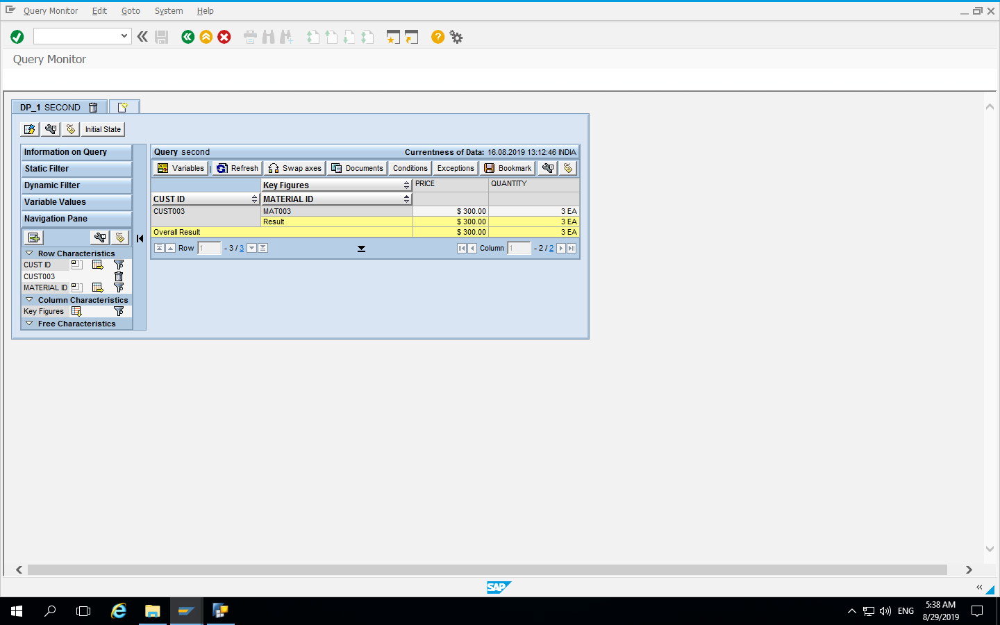 Query Monitor Edit Goto System Help
Query Monitor
DP_1 SECOND
Initial State
Information on Query
Static Filter
Dynamic Filter
Variable Values
Navigation Pane
Row Characteristics
CUST ID
CUST003
MATERIAL ID
Column Characteristics
Key Figures
Free Characteristics
Query second Currentness of Data: 16.08.2019 13:12:46 INDIA
Variables Refresh Swap axes Documents Conditions Exceptions Bookmark
Key Figures PRICE QUANTITY
CUST ID MATERIAL ID
CUST003 MAT003 $ 300.00 3 EA
Result $ 300.00 3 EA
Overall Result $ 300.00 3 EA
Row 1 - 3 / 3 Column 1 - 2 / 2
SAP
ENG
5:38 AM
8/29/2019